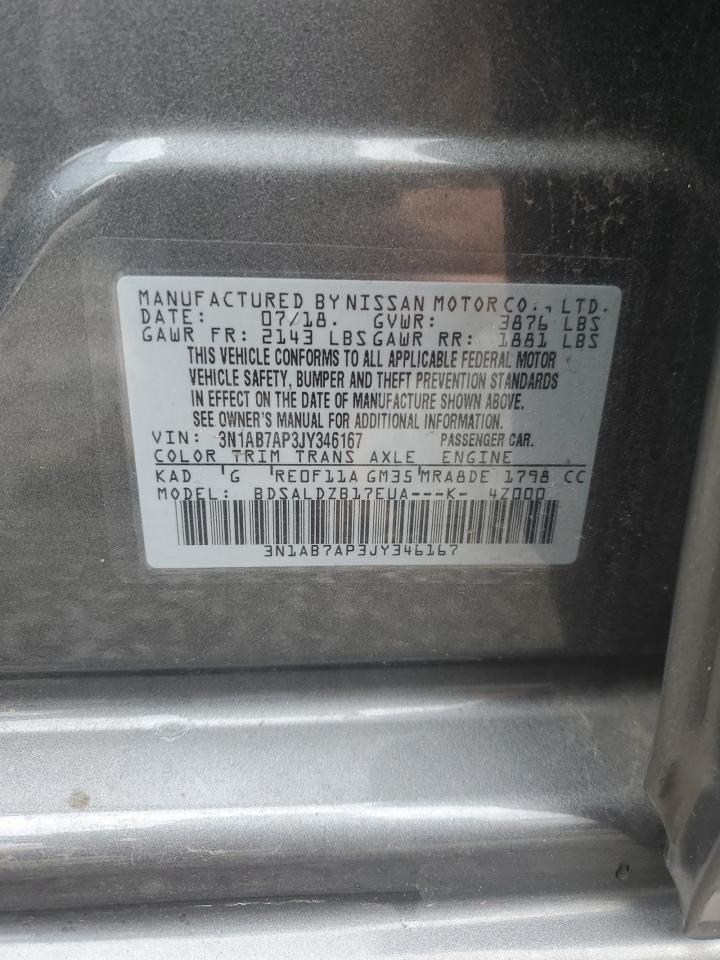 MANUFACTURED BY NISSAN MOTOR CO., LTD.
DATE: 07/18. GVWR: 3876 LBS
GAWR FR: 2143 LBS GAWR RR: 1881 LBS
THIS VEHICLE CONFORMS TO ALL APPLICABLE FEDERAL MOTOR
VEHICLE SAFETY, BUMPER AND THEFT PREVENTION STANDARDS
IN EFFECT ON THE DATE OF MANUFACTURE SHOWN ABOVE.
SEE OWNER'S MANUAL FOR ADDITIONAL INFORMATION.
VIN: 3N1AB7AP3JY346167 PASSENGER CAR.
COLOR TRIM TRANS AXLE ENGINE
KAD G RE0F11A GM35 MRA8DE 1798 CC
MODEL: BDSALDZB17EUA---K- 4Z000
3N1AB7AP3JY346167